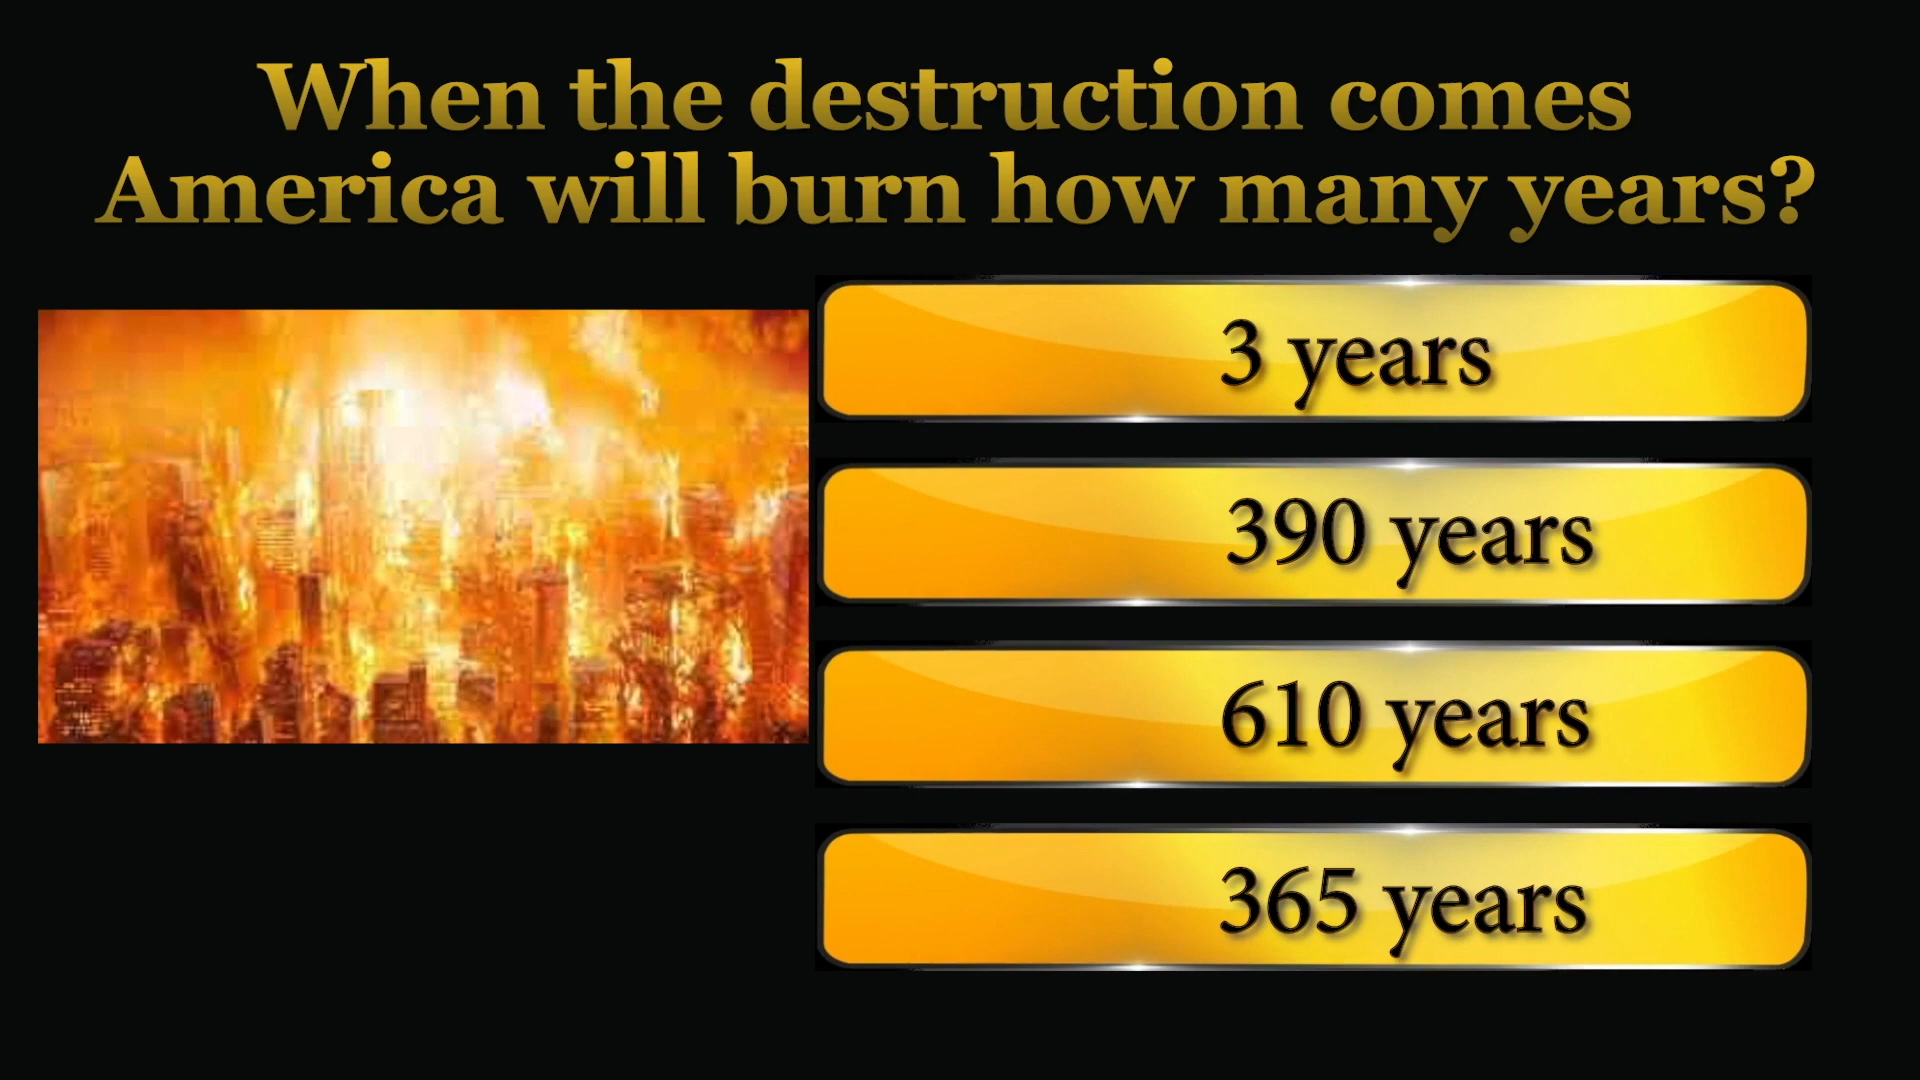 When the destruction comes
America will burn how many years?
3 years
390 years
610 years
365 years